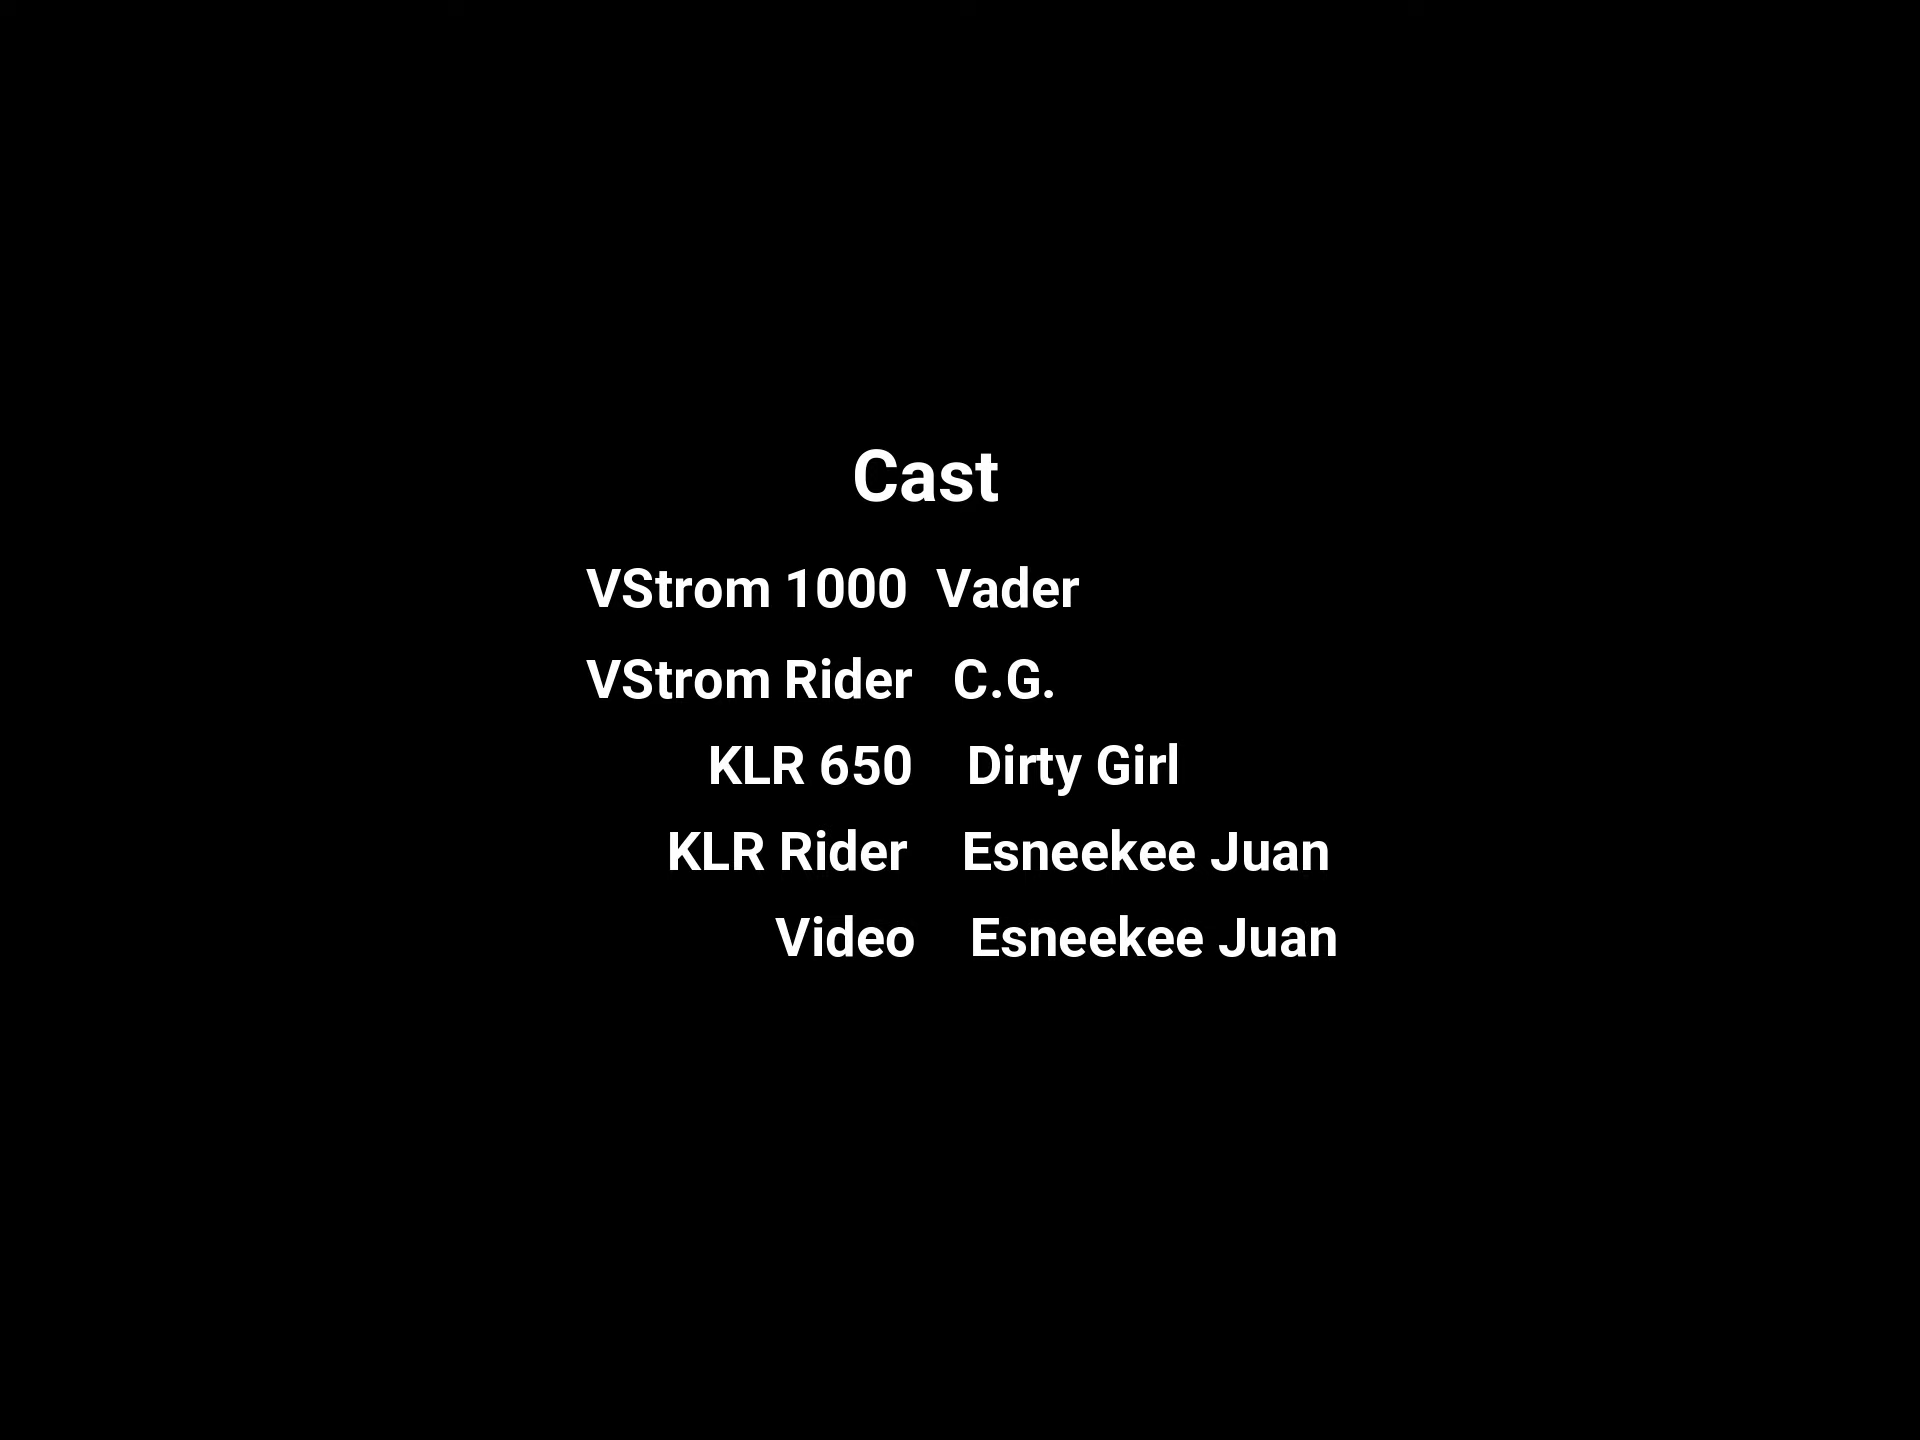 Cast
VStrom 1000 Vader
VStrom Rider C.G.
KLR 650 Dirty Girl
KLR Rider Esneekee Juan
Video Esneekee Juan